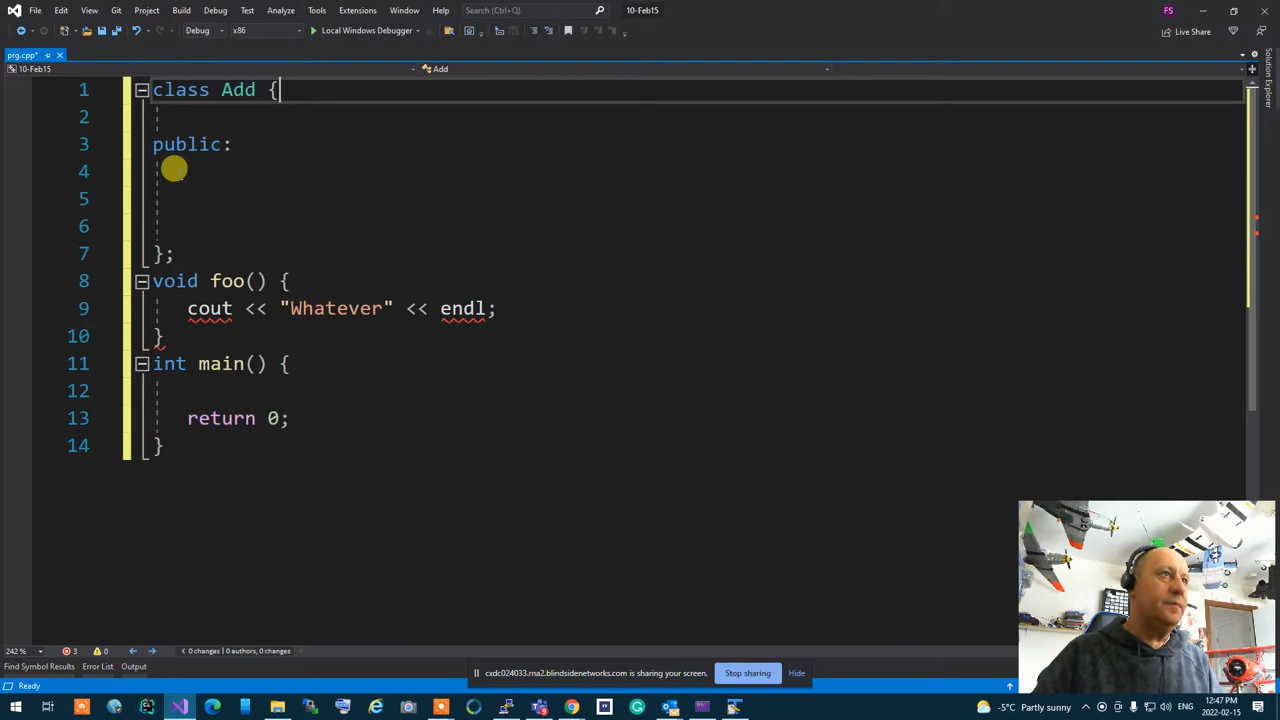 File Edit View Git Project Build Debug Test Analyze Tools Extensions Window Help Search (Ctrl+Q) 10-Feb15 FS
Debug x86 Local Windows Debugger Live Share
prg.cpp*
10-Feb15 Add
Solution Explorer
1 class Add {
2
3 public:
4
5
6
7 };
8 void foo() {
9 cout << "Whatever" << endl;
10 }
11 int main() {
12
13 return 0;
14 }
242 % 3 0 0 changes | 0 authors, 0 changes
Find Symbol Results Error List Output
cxdc024033.rna2.blindsidenetworks.com is sharing your screen. Stop sharing Hide
Ready
-5°C Partly sunny ENG 12:47 PM
2022-02-15